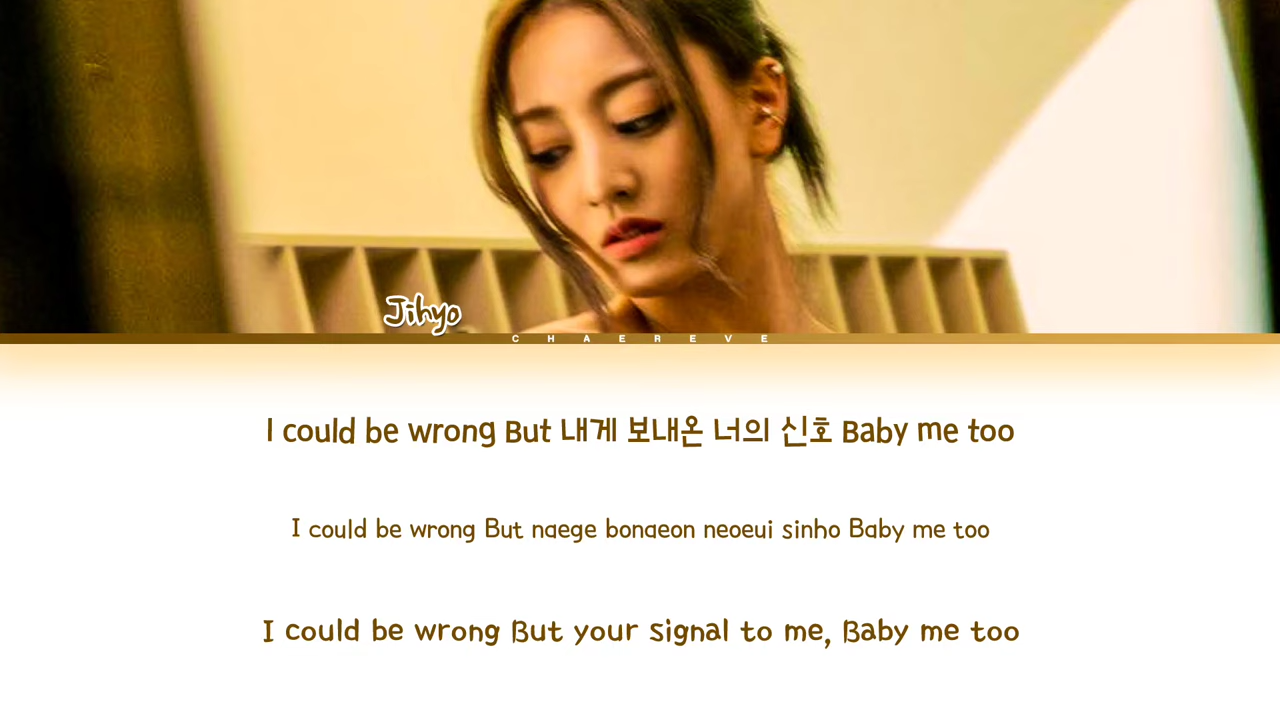 Jihyo
CHAEREVE
I could be wrong But 내게 보내온 너의 신호 Baby me too
I could be wrong But naege bonaeon neoeui sinho Baby me too
I could be wrong But your signal to me, Baby me too